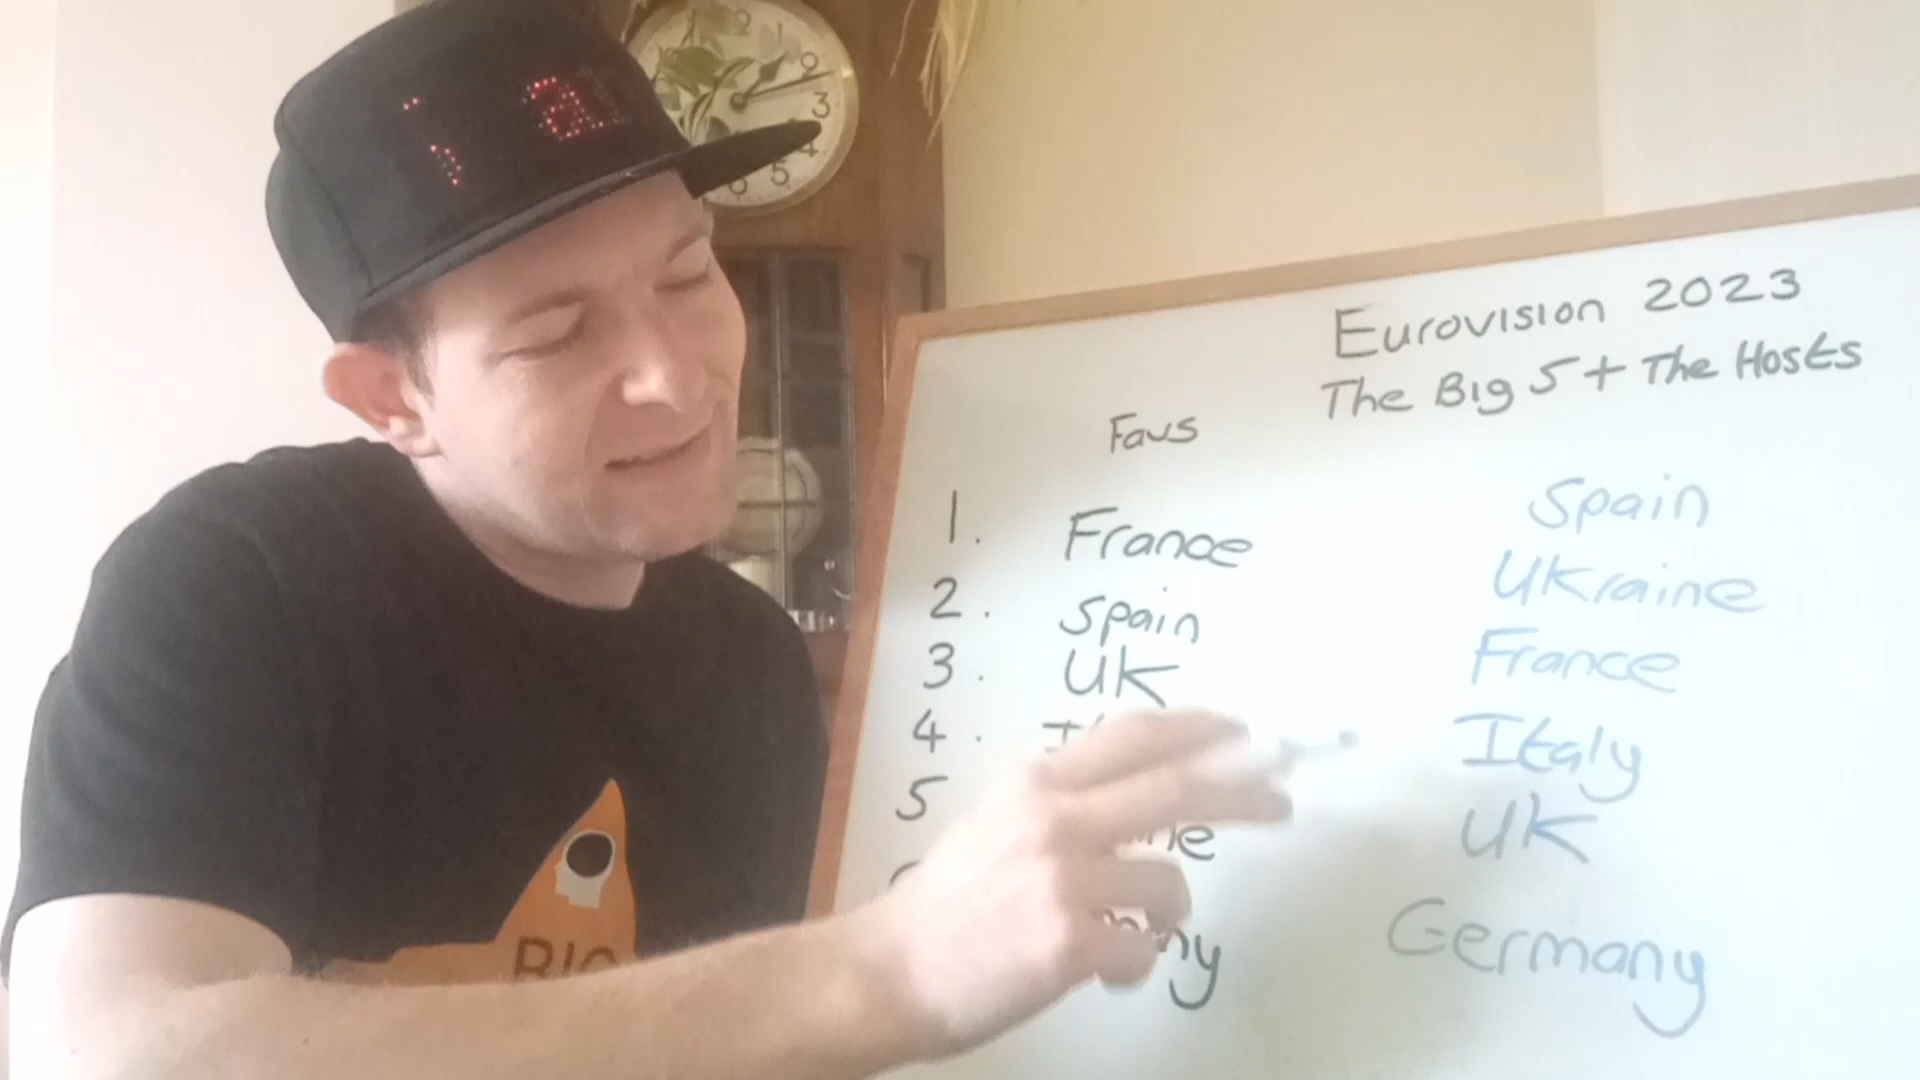 Eurovision 2023
The Big 5 + The Hosts
Favs
1. France
2. Spain
3. UK
4.
5

Spain
Ukraine
France
Italy
UK
Germany